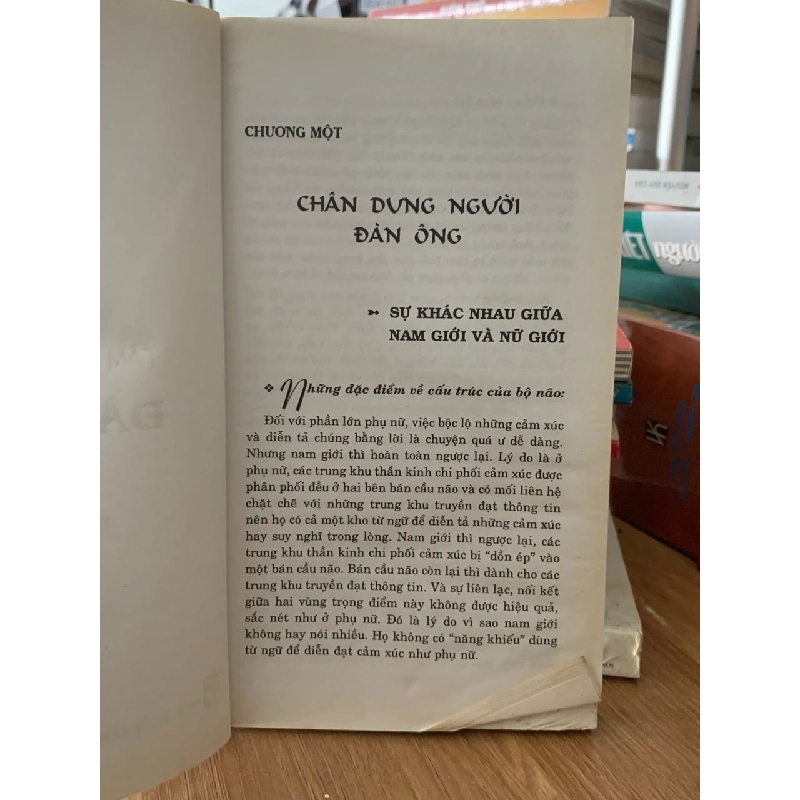 CHƯƠNG MỘT
CHÂN DUNG NGƯỜI
ĐÀN ÔNG
➳ SỰ KHÁC NHAU GIỮA
NAM GIỚI VÀ NỮ GIỚI
❖ Những đặc điểm về cấu trúc của bộ não:
Đối với phần lớn phụ nữ, việc bộc lộ những cảm xúc
và diễn tả chúng bằng lời là chuyện quá ư dễ dàng.
Nhưng nam giới thì hoàn toàn ngược lại. Lý do là ở
phụ nữ, các trung khu thần kinh chi phối cảm xúc được
phân phối đều ở hai bên bán cầu não và có mối liên hệ
chặt chẽ với những trung khu truyền đạt thông tin
nên họ có cả một kho từ ngữ để diễn tả những cảm xúc
hay suy nghĩ trong lòng. Nam giới thì ngược lại, các
trung khu thần kinh chi phối cảm xúc bị “dồn ép” vào
một bán cầu não. Bán cầu não còn lại thì dành cho các
trung khu truyền đạt thông tin. Và sự liên lạc, nối kết
giữa hai vùng trọng điểm này không được hiệu quả,
sắc nét như ở phụ nữ. Đó là lý do vì sao nam giới
không hay nói nhiều. Họ không có “năng khiếu” dùng
từ ngữ để diễn đạt cảm xúc như phụ nữ.
NGUYỄN DUY CẦN
người